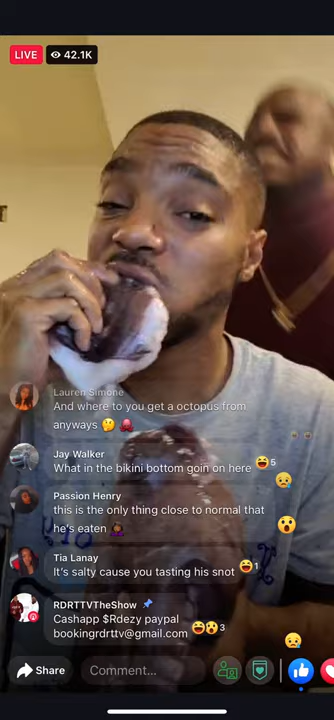 LIVE 42.1K
Lauren Simone
And where to you get a octopus from
anyways 🤔 🐙
Jay Walker
What in the bikini bottom goin on here 😆5
Passion Henry
this is the only thing close to normal that
he's eaten 🤦🏾‍♀️
Tia Lanay
It's salty cause you tasting his snot 😆1
RDRTTVTheShow 📌
Cashapp $Rdezy paypal
bookingrdrttv@gmail.com 😆😮3
Share Comment...